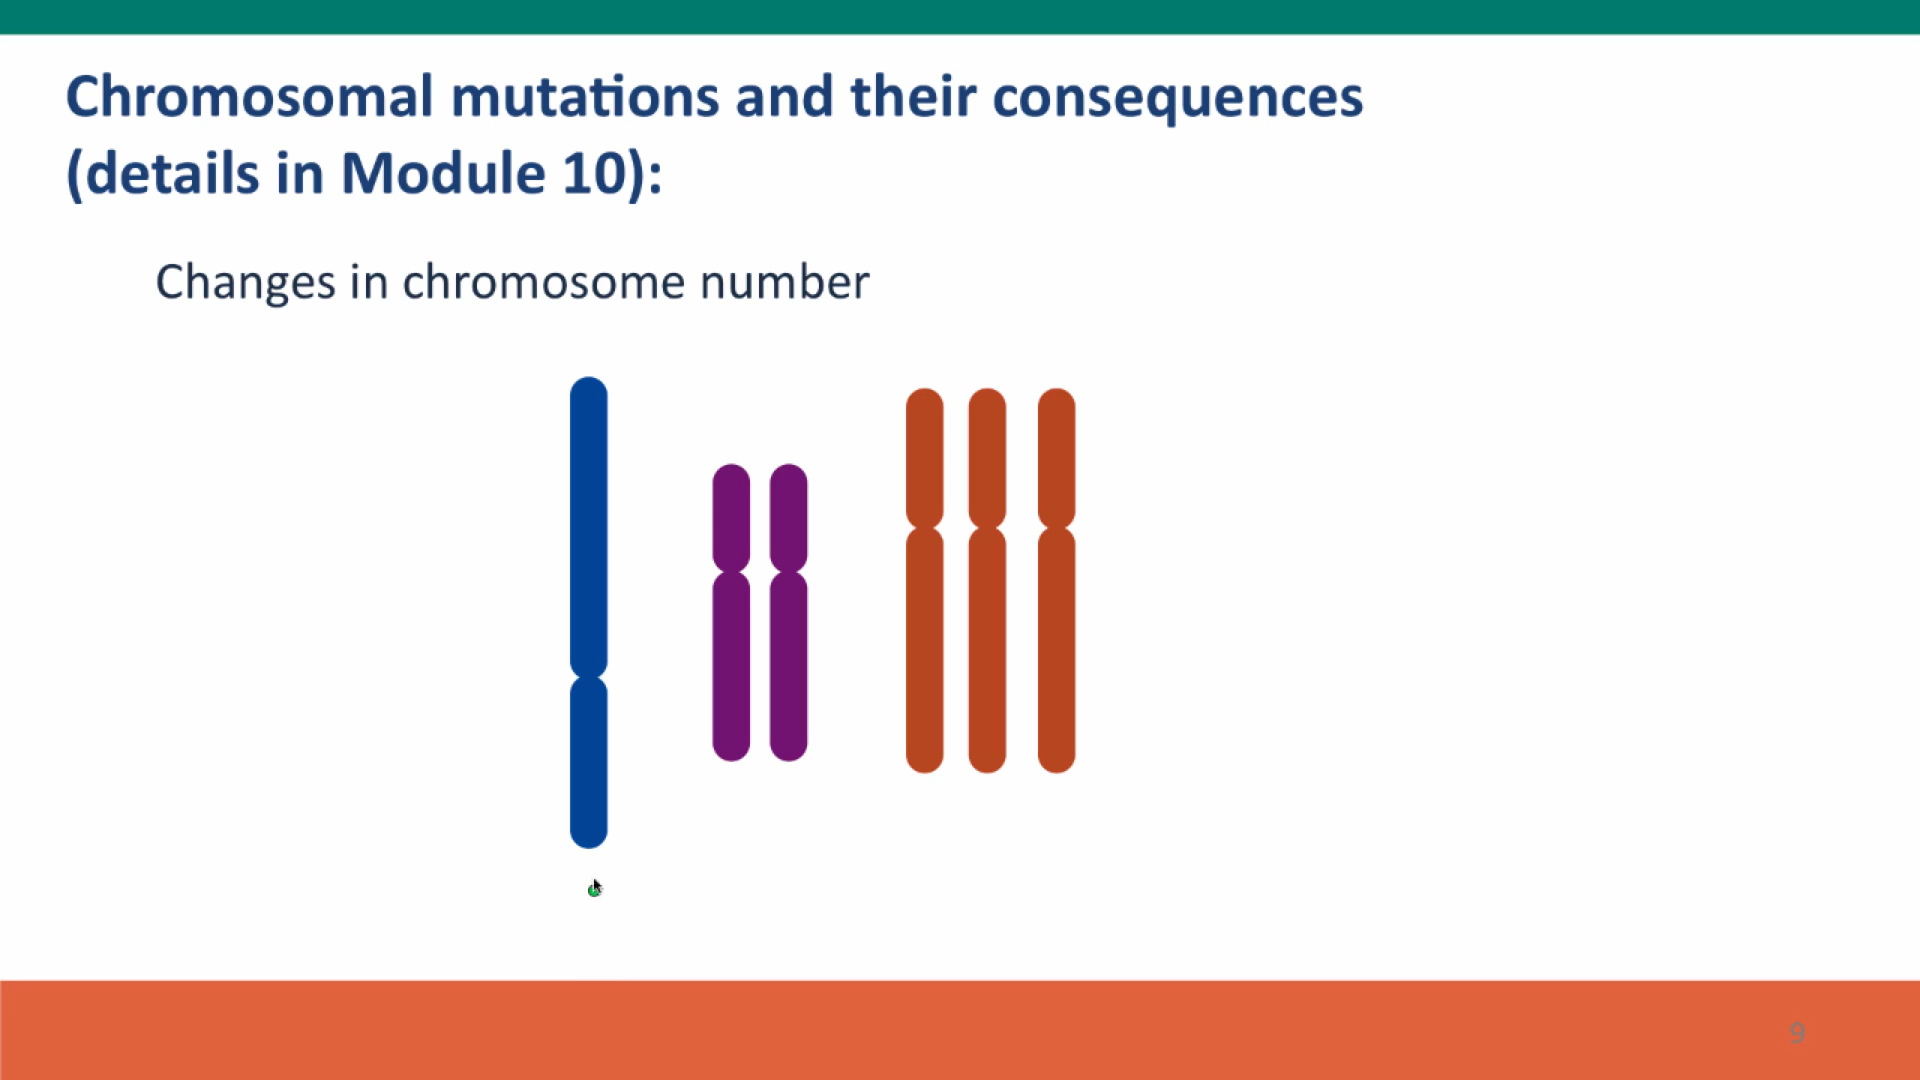 Chromosomal mutations and their consequences
(details in Module 10):
Changes in chromosome number
9